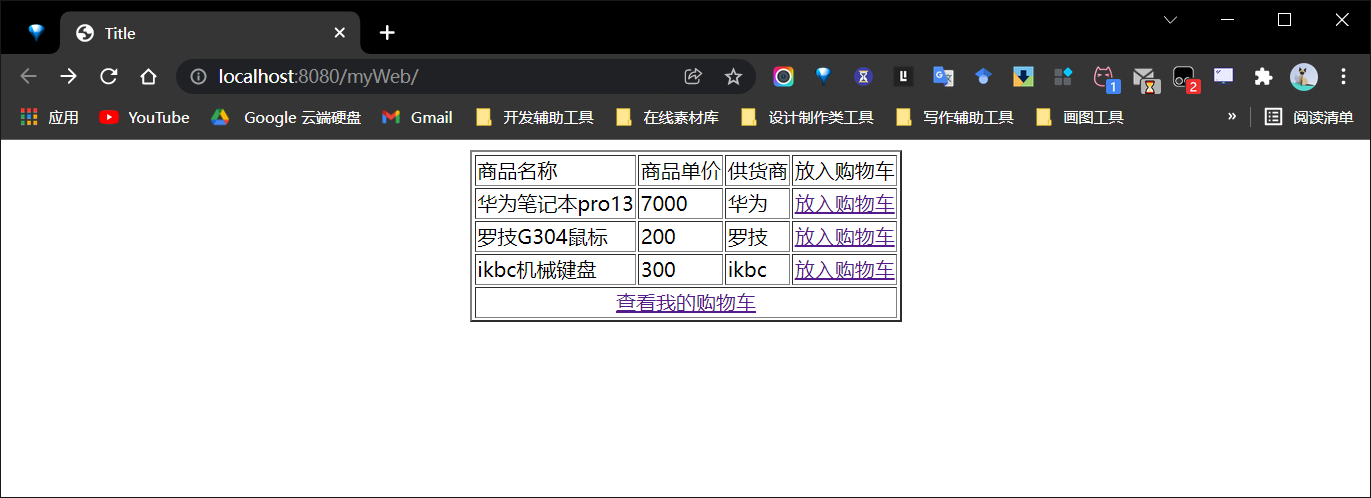 Title
localhost:8080/myWeb/
1
2
应用 YouTube Google 云端硬盘 Gmail 开发辅助工具 在线素材库 设计制作类工具 写作辅助工具 画图工具 » 阅读清单
商品名称 商品单价 供货商 放入购物车
华为笔记本pro13 7000 华为 放入购物车
罗技G304鼠标 200 罗技 放入购物车
ikbc机械键盘 300 ikbc 放入购物车
查看我的购物车